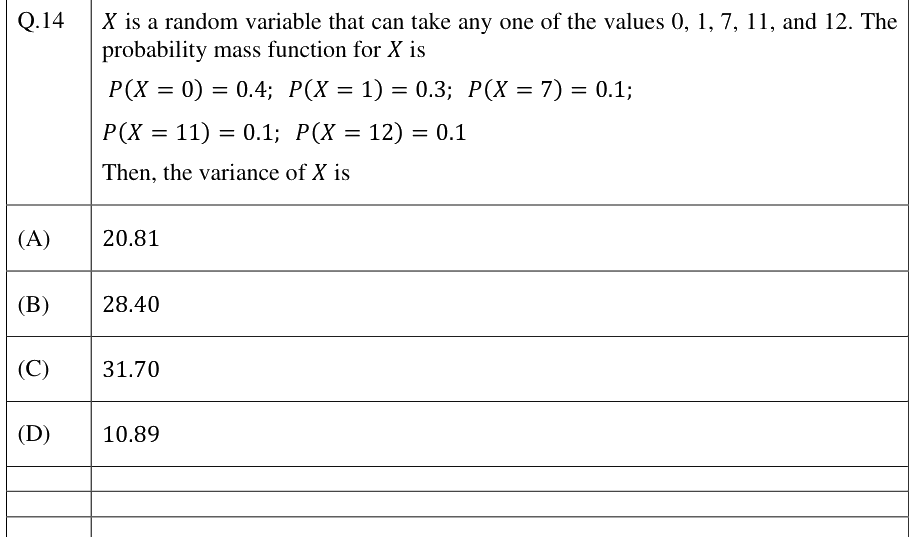 Q.14 X is a random variable that can take any one of the values 0, 1, 7, 11, and 12. The
probability mass function for X is
P(X = 0) = 0.4; P(X = 1) = 0.3; P(X = 7) = 0.1;
P(X = 11) = 0.1; P(X = 12) = 0.1
Then, the variance of X is
(A) 20.81
(B) 28.40
(C) 31.70
(D) 10.89